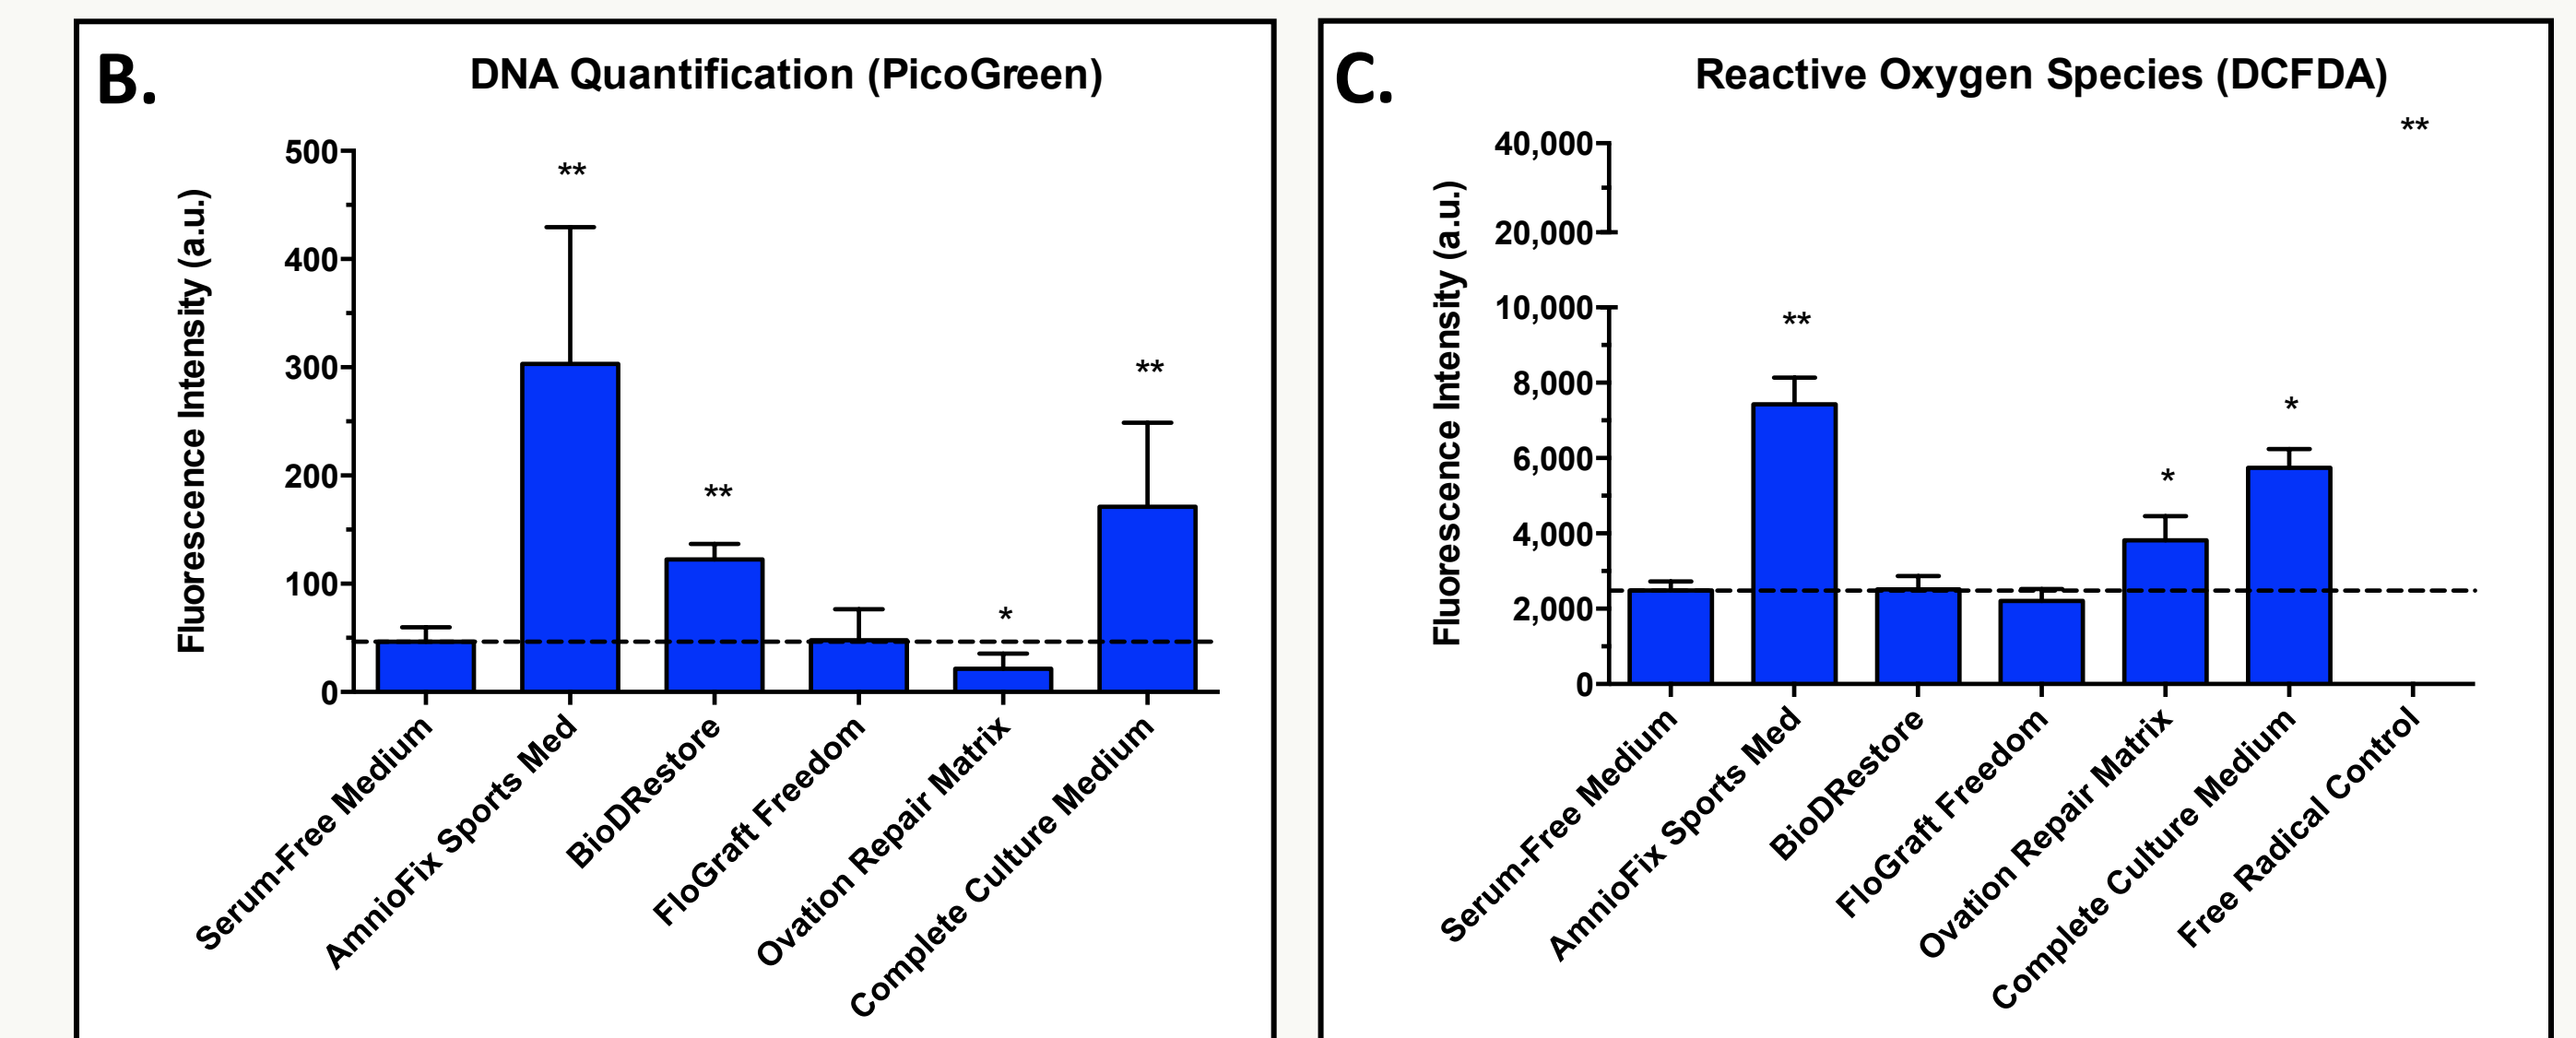 B.
DNA Quantification (PicoGreen)
**
500
400
300
200
100
0
Fluorescence Intensity (a.u.)
**
*
**
Serum-Free Medium
AmnioFix Sports Med
BioDRestore
FloGraft Freedom
Ovation Repair Matrix
Complete Culture Medium
C.
Reactive Oxygen Species (DCFDA)
**
40,000
20,000
10,000
8,000
6,000
4,000
2,000
0
Fluorescence Intensity (a.u.)
**
*
*
Serum-Free Medium
AmnioFix Sports Med
BioDRestore
FloGraft Freedom
Ovation Repair Matrix
Complete Culture Medium
Free Radical Control